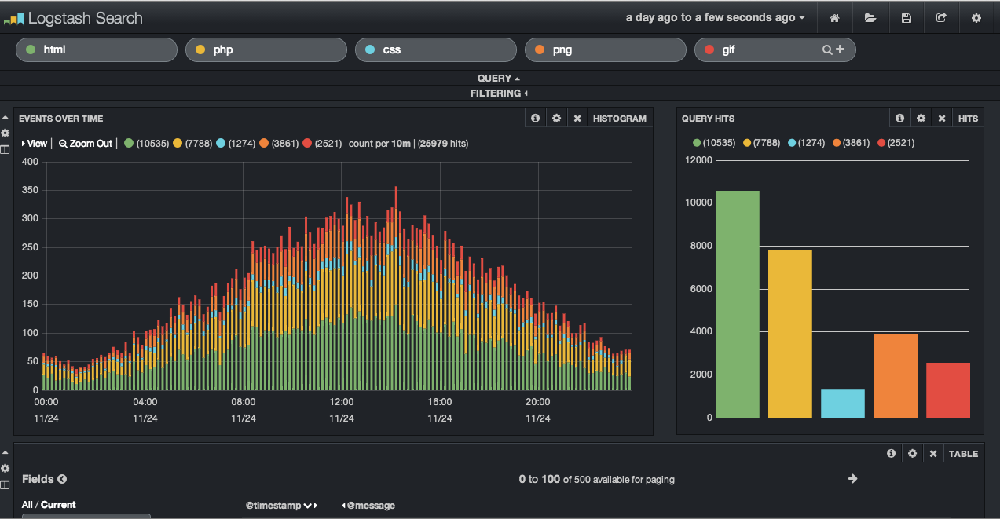 Logstash Search
a day ago to a few seconds ago
html
php
css
png
gif
QUERY
FILTERING
EVENTS OVER TIME
HISTOGRAM
View | Zoom Out | (10535) (7788) (1274) (3861) (2521) count per 10m | (25979 hits)
400
350
300
250
200
150
100
50
0
00:00 04:00 08:00 12:00 16:00 20:00
11/24 11/24 11/24 11/24 11/24 11/24
QUERY HITS
HITS
(10535) (7788) (1274) (3861) (2521)
12000
10000
8000
6000
4000
2000
0
TABLE
Fields
0 to 100 of 500 available for paging
All / Current
@timestamp
@message